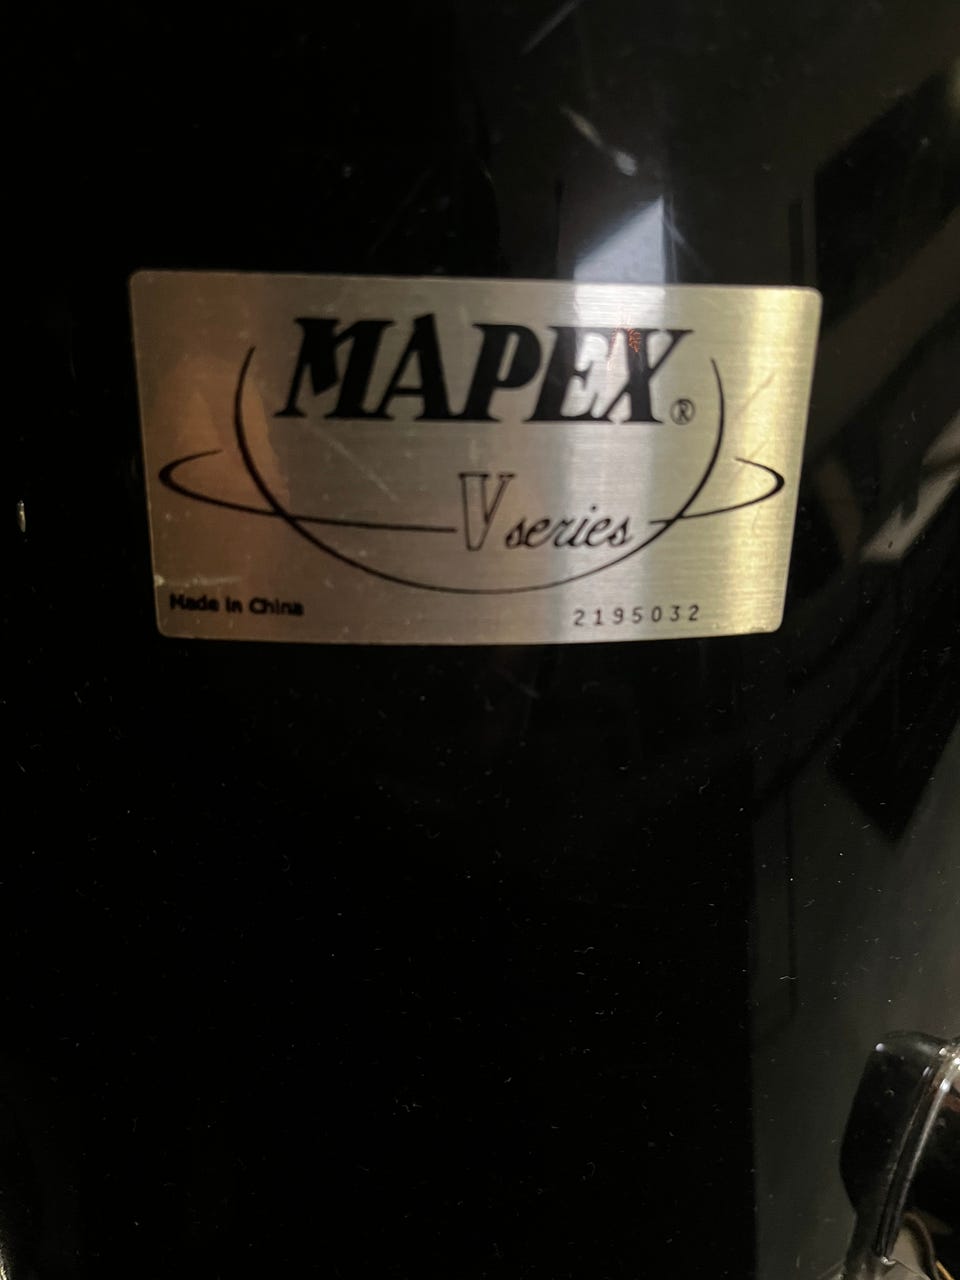 MAPEX®
V series
Made in China
2195032